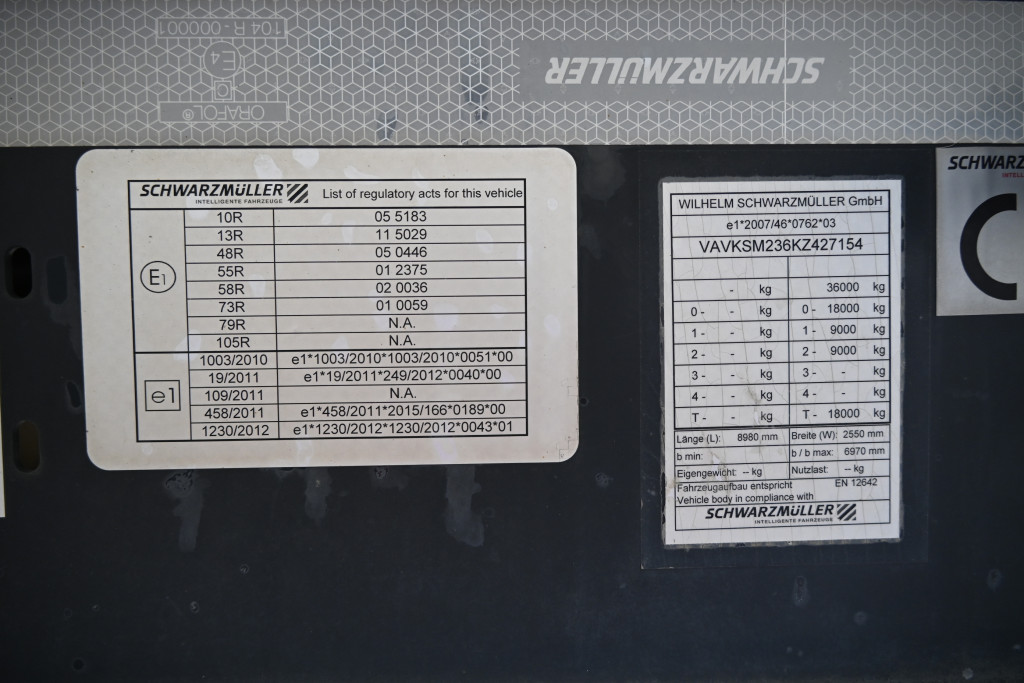 104 R - 000001
E4
C
ORAFOL®
SCHWARZMÜLLER
SCHWARZMÜLLER
INTELLIGENTE FAHRZEUGE
List of regulatory acts for this vehicle
E1
10R 05 5183
13R 11 5029
48R 05 0446
55R 01 2375
58R 02 0036
73R 01 0059
79R N.A.
105R N.A.
e1
1003/2010 e1*1003/2010*1003/2010*0051*00
19/2011 e1*19/2011*249/2012*0040*00
109/2011 N.A.
458/2011 e1*458/2011*2015/166*0189*00
1230/2012 e1*1230/2012*1230/2012*0043*01
WILHELM SCHWARZMÜLLER GmbH
e1*2007/46*0762*03
VAVKSM236KZ427154
- kg 36000 kg
0 - - kg 0 - 18000 kg
1 - - kg 1 - 9000 kg
2 - - kg 2 - 9000 kg
3 - - kg 3 - - kg
4 - - kg 4 - - kg
T - - kg T - 18000 kg
Länge (L): 8980 mm Breite (W): 2550 mm
b min: b / b max: 6970 mm
Eigengewicht: -- kg Nutzlast: -- kg
Fahrzeugaufbau entspricht EN 12642
Vehicle body in compliance with
SCHWARZMÜLLER
INTELLIGENTE FAHRZEUGE
SCHWARZ
C